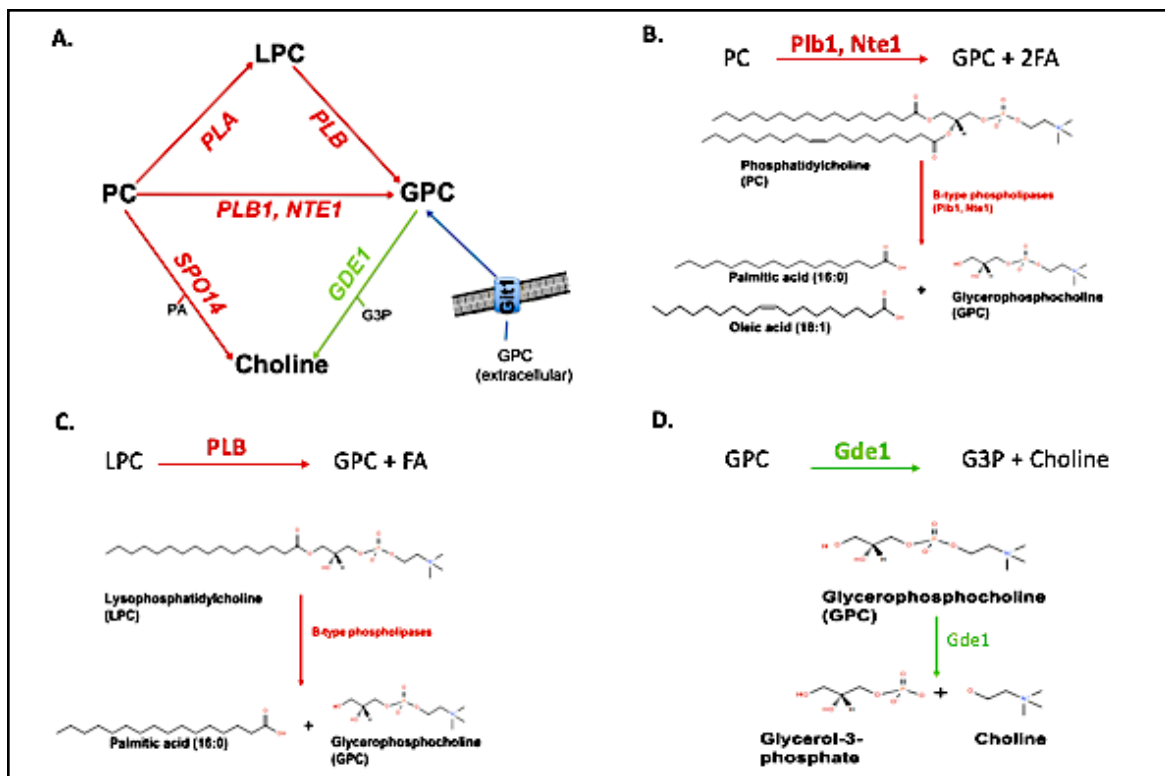 A.
LPC
PLA
PLB
PC
GPC
PLB1, NTE1
SPO14
PA
GDE1
G3P
Git1
Choline
GPC
(extracellular)
B.
PC Plb1, Nte1 GPC + 2FA
Phosphatidylcholine
(PC)
B-type phospholipases
(Plb1, Nte1)
Palmitic acid (16:0)
+
Oleic acid (18:1)
Glycerophosphocholine
(GPC)
C.
LPC PLB GPC + FA
Lysophosphatidylcholine
(LPC)
B-type phospholipases
Palmitic acid (16:0)
+
Glycerophosphocholine
(GPC)
D.
GPC Gde1 G3P + Choline
Glycerophosphocholine
(GPC)
Gde1
+
Glycerol-3-
phosphate
Choline